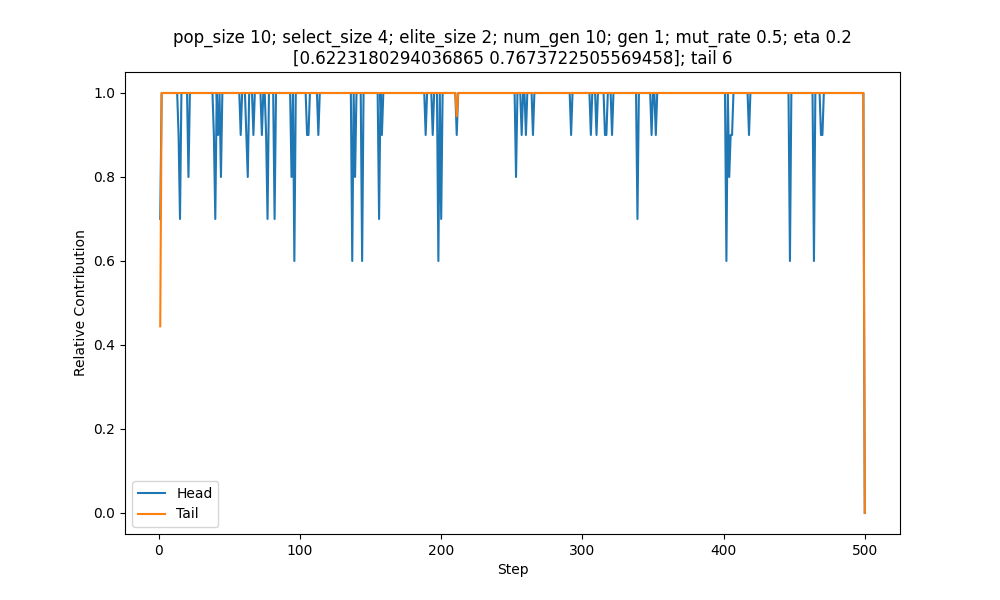 pop_size 10; select_size 4; elite_size 2; num_gen 10; gen 1; mut_rate 0.5; eta 0.2
[0.6223180294036865 0.7673722505569458]; tail 6
Relative Contribution
1.0
0.8
0.6
0.4
0.2
0.0
Head
Tail
0
100
200
300
400
500
Step